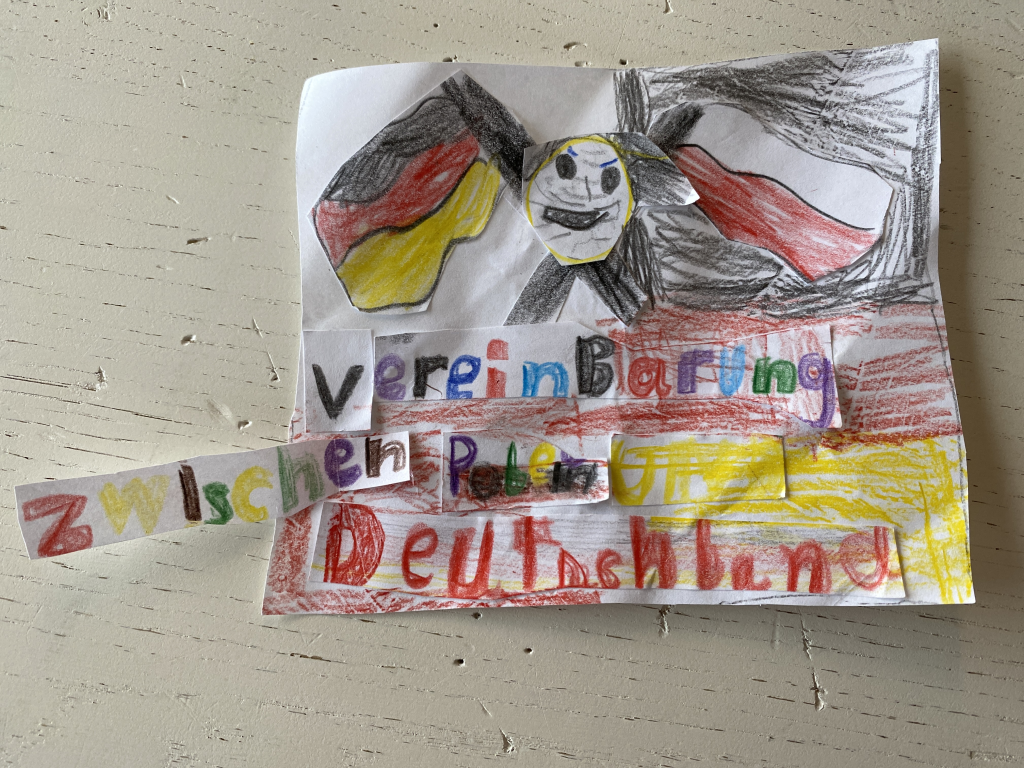 vereinBarung
zwIschen Polen
Deutschland